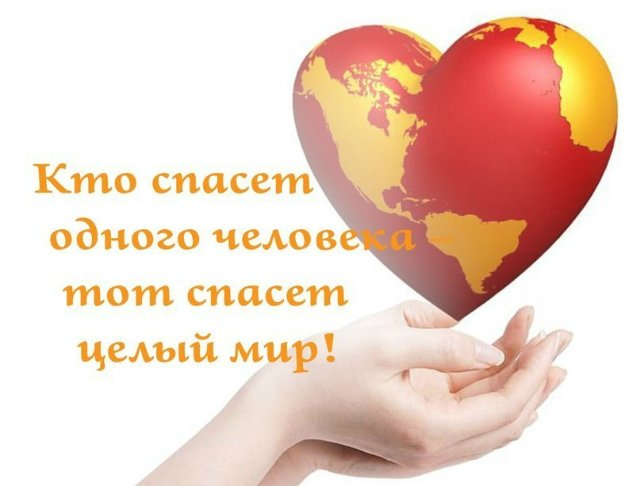 Кто спасет
одного человека –
тот спасет
целый мир!